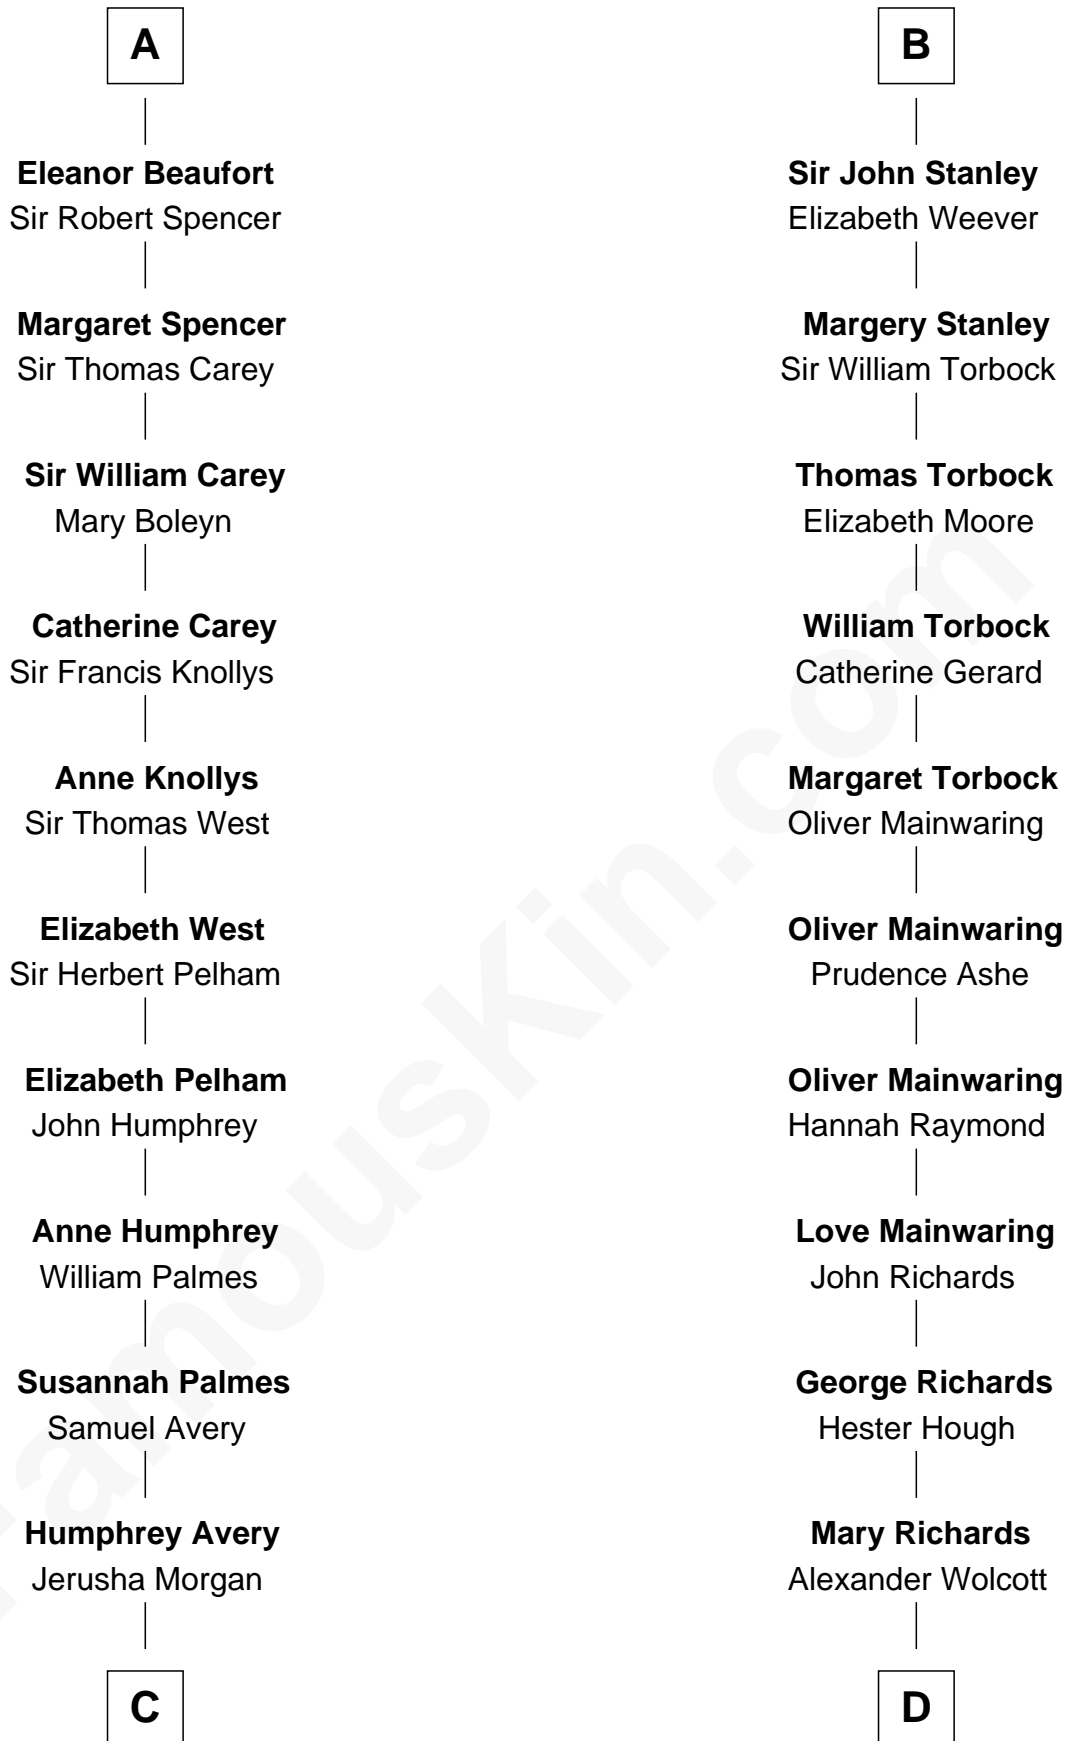 A
Eleanor Beaufort
Sir Robert Spencer
Margaret Spencer
Sir Thomas Carey
Sir William Carey
Mary Boleyn
Catherine Carey
Sir Francis Knollys
Anne Knollys
Sir Thomas West
Elizabeth West
Sir Herbert Pelham
Elizabeth Pelham
John Humphrey
Anne Humphrey
William Palmes
Susannah Palmes
Samuel Avery
Humphrey Avery
Jerusha Morgan
C
B
Sir John Stanley
Elizabeth Weever
Margery Stanley
Sir William Torbock
Thomas Torbock
Elizabeth Moore
William Torbock
Catherine Gerard
Margaret Torbock
Oliver Mainwaring
Oliver Mainwaring
Prudence Ashe
Oliver Mainwaring
Hannah Raymond
Love Mainwaring
John Richards
George Richards
Hester Hough
Mary Richards
Alexander Wolcott
D
FamousKin.com